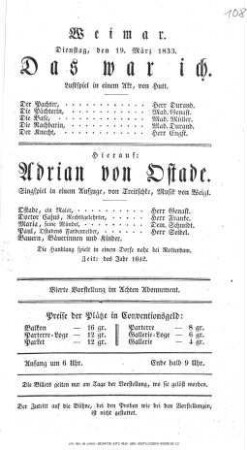 108
Weimar.
Dienstag, den 19. März 1833.
Das war ich.
Lustspiel in einem Akt, von Hutt.
Der Pachter, Herr Durand.
Die Pächterin, Mad. Genast.
Die Base, Mad. Müller.
Die Nachbarin, Mad. Durand.
Der Knecht, Herr Engst.
Hierauf:
Adrian von Ostade.
Singspiel in einem Aufzuge, von Treitschke, Musik von Weigl.
Ostade, ein Maler, Herr Genast.
Doctor Herr Franke.
Maria, seine Mündel, Dem. Schmidt.
Paul, Ostadens Farbenreiber, Herr Seidel.
Bauern, Bäuerinnen und Kinder.
Die Handlung spielt in einem Dorfe nahe bei Rotterdam.
Zeit: das Jahr
Vierte Vorstellung im Achten Abonnement.
Preise der Plätze in Conventionsgeld:
Balkon — 16 gr. Parterre — 8 gr.
Parterre-Loge — 12 gr. Gallerie-Loge — 6 gr.
Parket — 12 gr. Gallerie — 4 gr.
Anfang um 6 Uhr. Ende halb 9 Uhr.
Die Billets gelten nur am Tage der Vorstellung, wo sie gelöst worden.
Der Zutritt auf die Bühne, bei den Proben wie bei den Vorstellungen,
ist nicht gestattet.